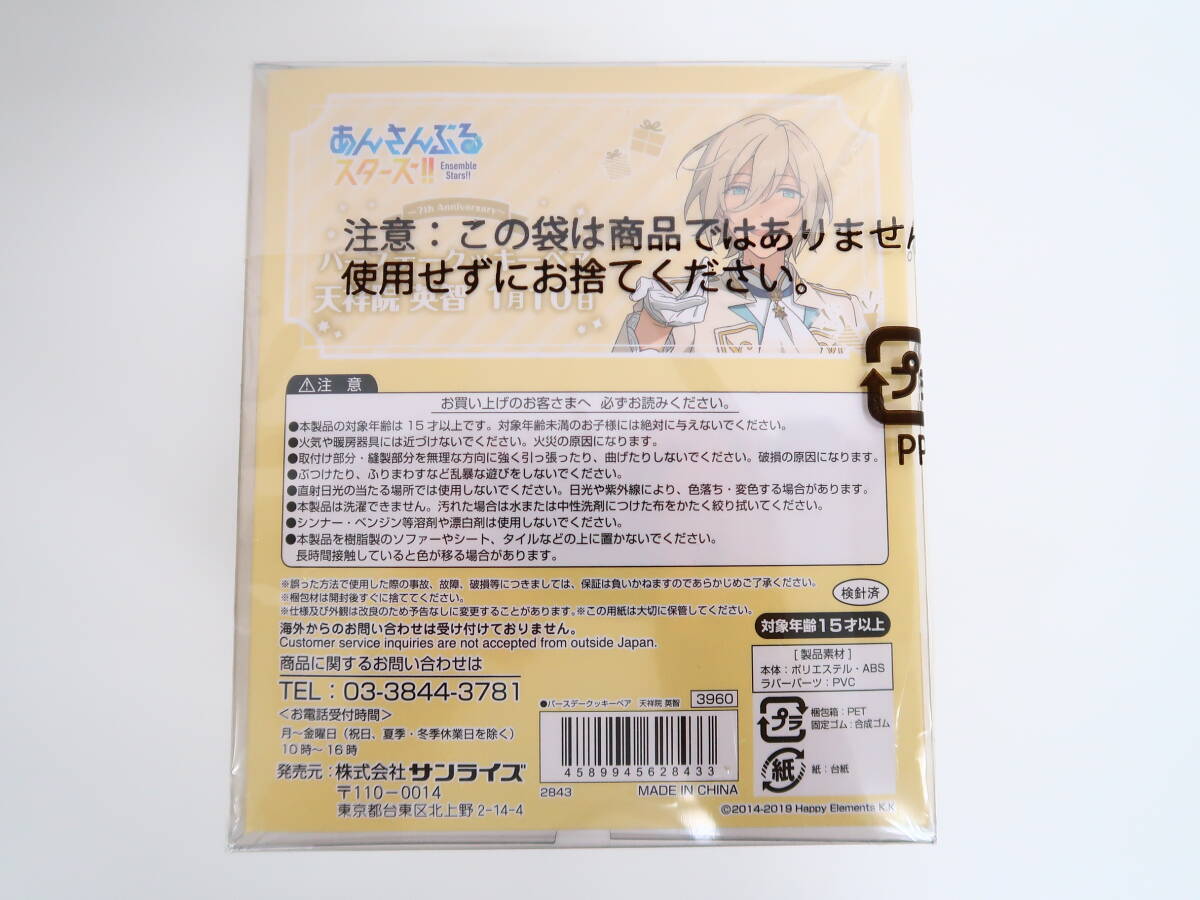 あんさんぶる
スターズ!!
Ensemble
Stars!!
~7th Anniversary~
注意：この袋は商品ではありません
バースデークッキーベア
使用せずにお捨てください。
天祥院 英智 1月10日
プラ
PP
⚠注 意
お買い上げのお客さまへ 必ずお読みください。
●本製品の対象年齢は15才以上です。対象年齢未満のお子様には絶対に与えないでください。
●火気や暖房器具には近づけないでください。火災の原因になります。
●取付け部分・縫製部分を無理な方向に強く引っ張ったり、曲げたりしないでください。破損の原因になります。
●ぶつけたり、ふりまわすなど乱暴な遊びをしないでください。
●直射日光の当たる場所では使用しないでください。日光や紫外線により、色落ち・変色する場合があります。
●本製品は洗濯できません。汚れた場合は水または中性洗剤につけた布をかたく絞り拭いてください。
●シンナー・ベンジン等溶剤や漂白剤は使用しないでください。
●本製品を樹脂製のソファーやシート、タイルなどの上に置かないでください。
長時間接触していると色が移る場合があります。
※誤った方法で使用した際の事故、故障、破損等につきましては、保証は負いかねますのであらかじめご了承ください。
※梱包材は開封後すぐに捨ててください。
※仕様及び外観は改良のため予告なしに変更することがあります。※この用紙は大切に保管してください。
検針済
海外からのお問い合わせは受け付けておりません。
Customer service inquiries are not accepted from outside Japan.
対象年齢15才以上
商品に関するお問い合わせは
TEL：03-3844-3781
＜お電話受付時間＞
月～金曜日（祝日、夏季・冬季休業日を除く）
10時～16時
発売元：株式会社サンライズ
〒110-0014
東京都台東区北上野2-14-4
[製品素材]
本体：ポリエステル・ABS
ラバーパーツ：PVC
●バースデークッキーベア 天祥院 英智 3960
4589945628433
2843 MADE IN CHINA
プラ
梱包箱：PET
固定ゴム：合成ゴム
紙
紙：台紙
©2014-2019 Happy Elements K.K